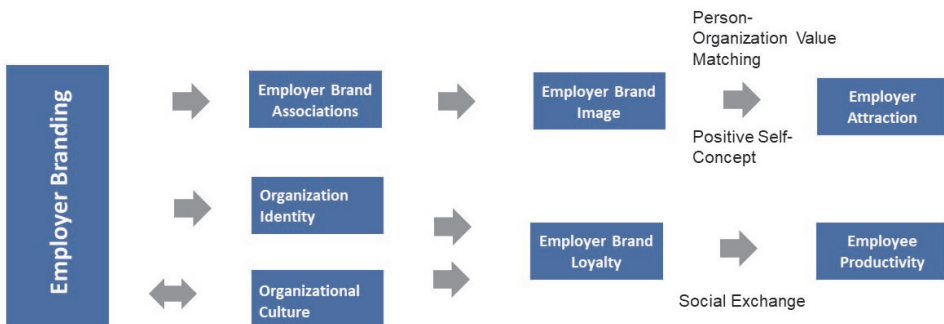 Employer Branding
Employer Brand
Associations
Employer Brand
Image
Person-
Organization Value
Matching
Positive Self-
Concept
Employer
Attraction
Organization
Identity
Organizational
Culture
Employer Brand
Loyalty
Social Exchange
Employee
Productivity